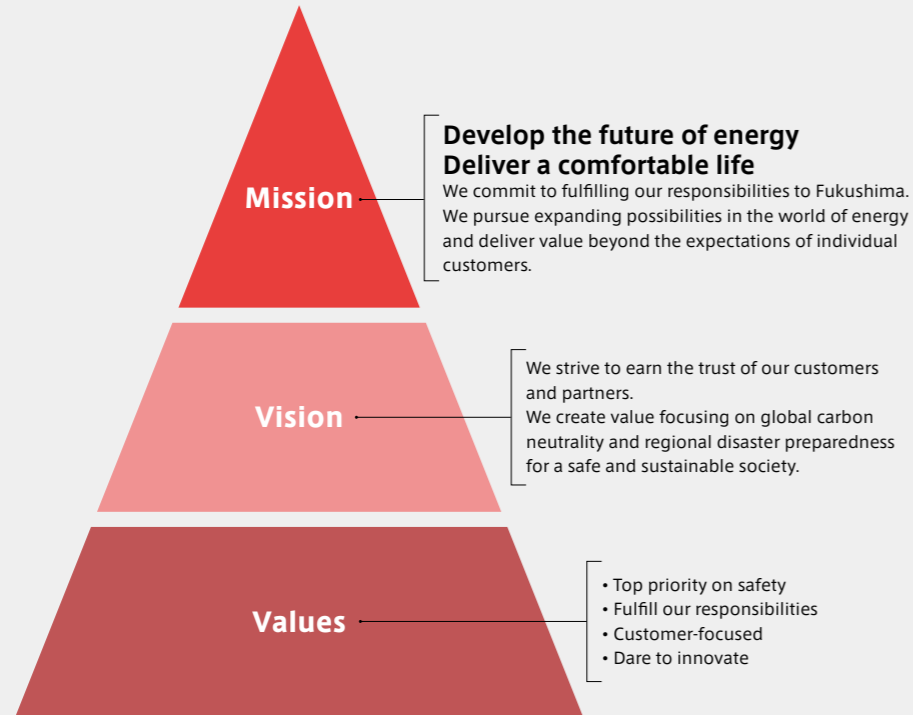 Mission
Develop the future of energy
Deliver a comfortable life
We commit to fulfilling our responsibilities to Fukushima.
We pursue expanding possibilities in the world of energy
and deliver value beyond the expectations of individual
customers.
Vision
We strive to earn the trust of our customers
and partners.
We create value focusing on global carbon
neutrality and regional disaster preparedness
for a safe and sustainable society.
Values
• Top priority on safety
• Fulfill our responsibilities
• Customer-focused
• Dare to innovate